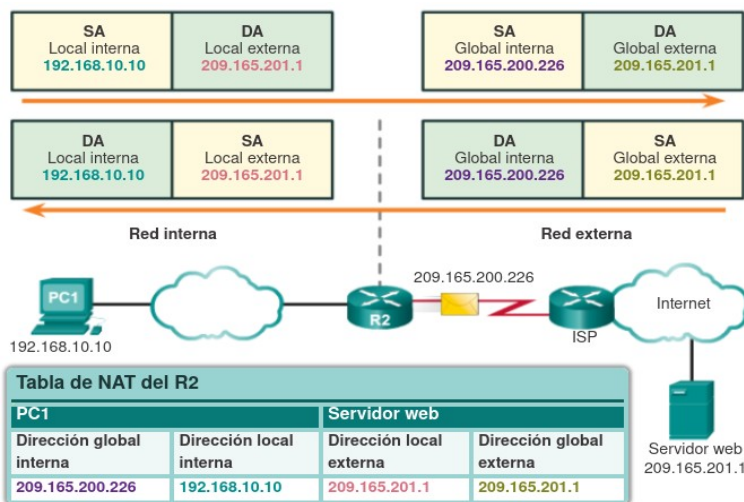 SA
Local interna
192.168.10.10
DA
Local externa
209.165.201.1
SA
Global interna
209.165.200.226
DA
Global externa
209.165.201.1
DA
Local interna
192.168.10.10
SA
Local externa
209.165.201.1
DA
Global interna
209.165.200.226
SA
Global externa
209.165.201.1
Red interna
Red externa
209.165.200.226
PC1
R2
ISP
Internet
192.168.10.10
Servidor web
209.165.201.1
Tabla de NAT del R2
PC1
Servidor web
Dirección global
interna
Dirección local
interna
Dirección local
externa
Dirección global
externa
209.165.200.226
192.168.10.10
209.165.201.1
209.165.201.1